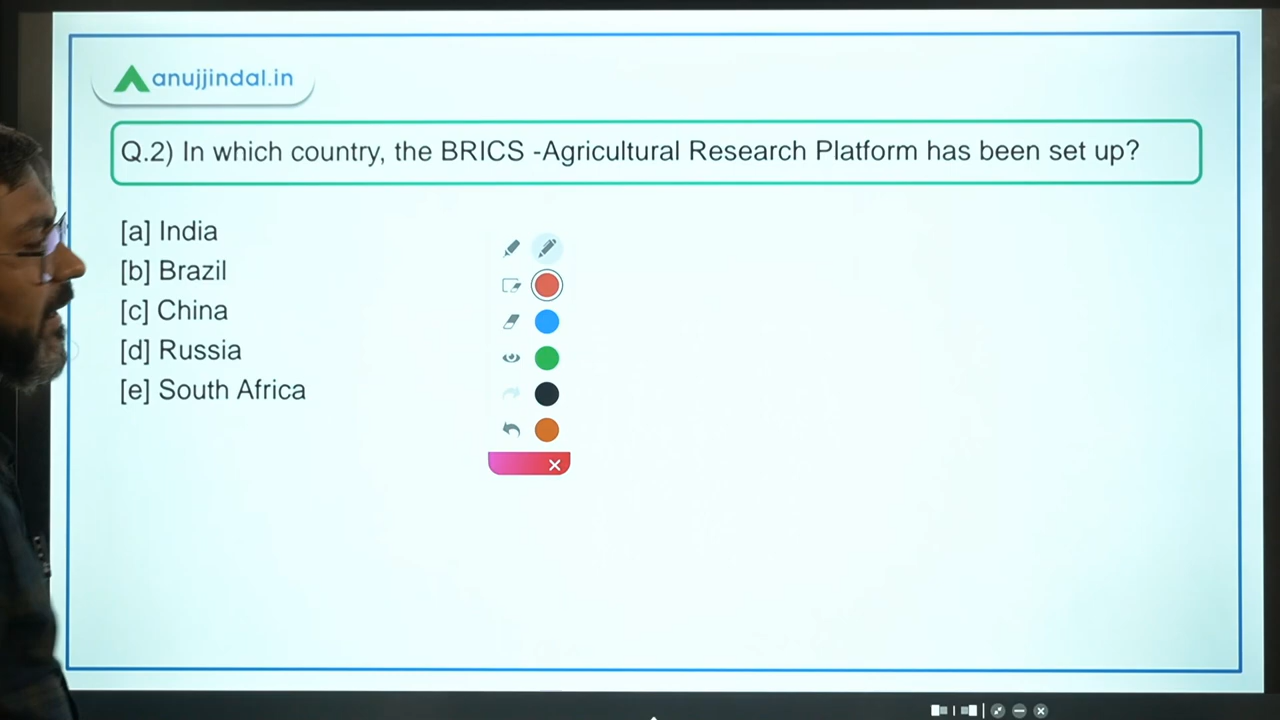 anujjindal.in
Q.2) In which country, the BRICS -Agricultural Research Platform has been set up?
[a] India
[b] Brazil
[c] China
[d] Russia
[e] South Africa